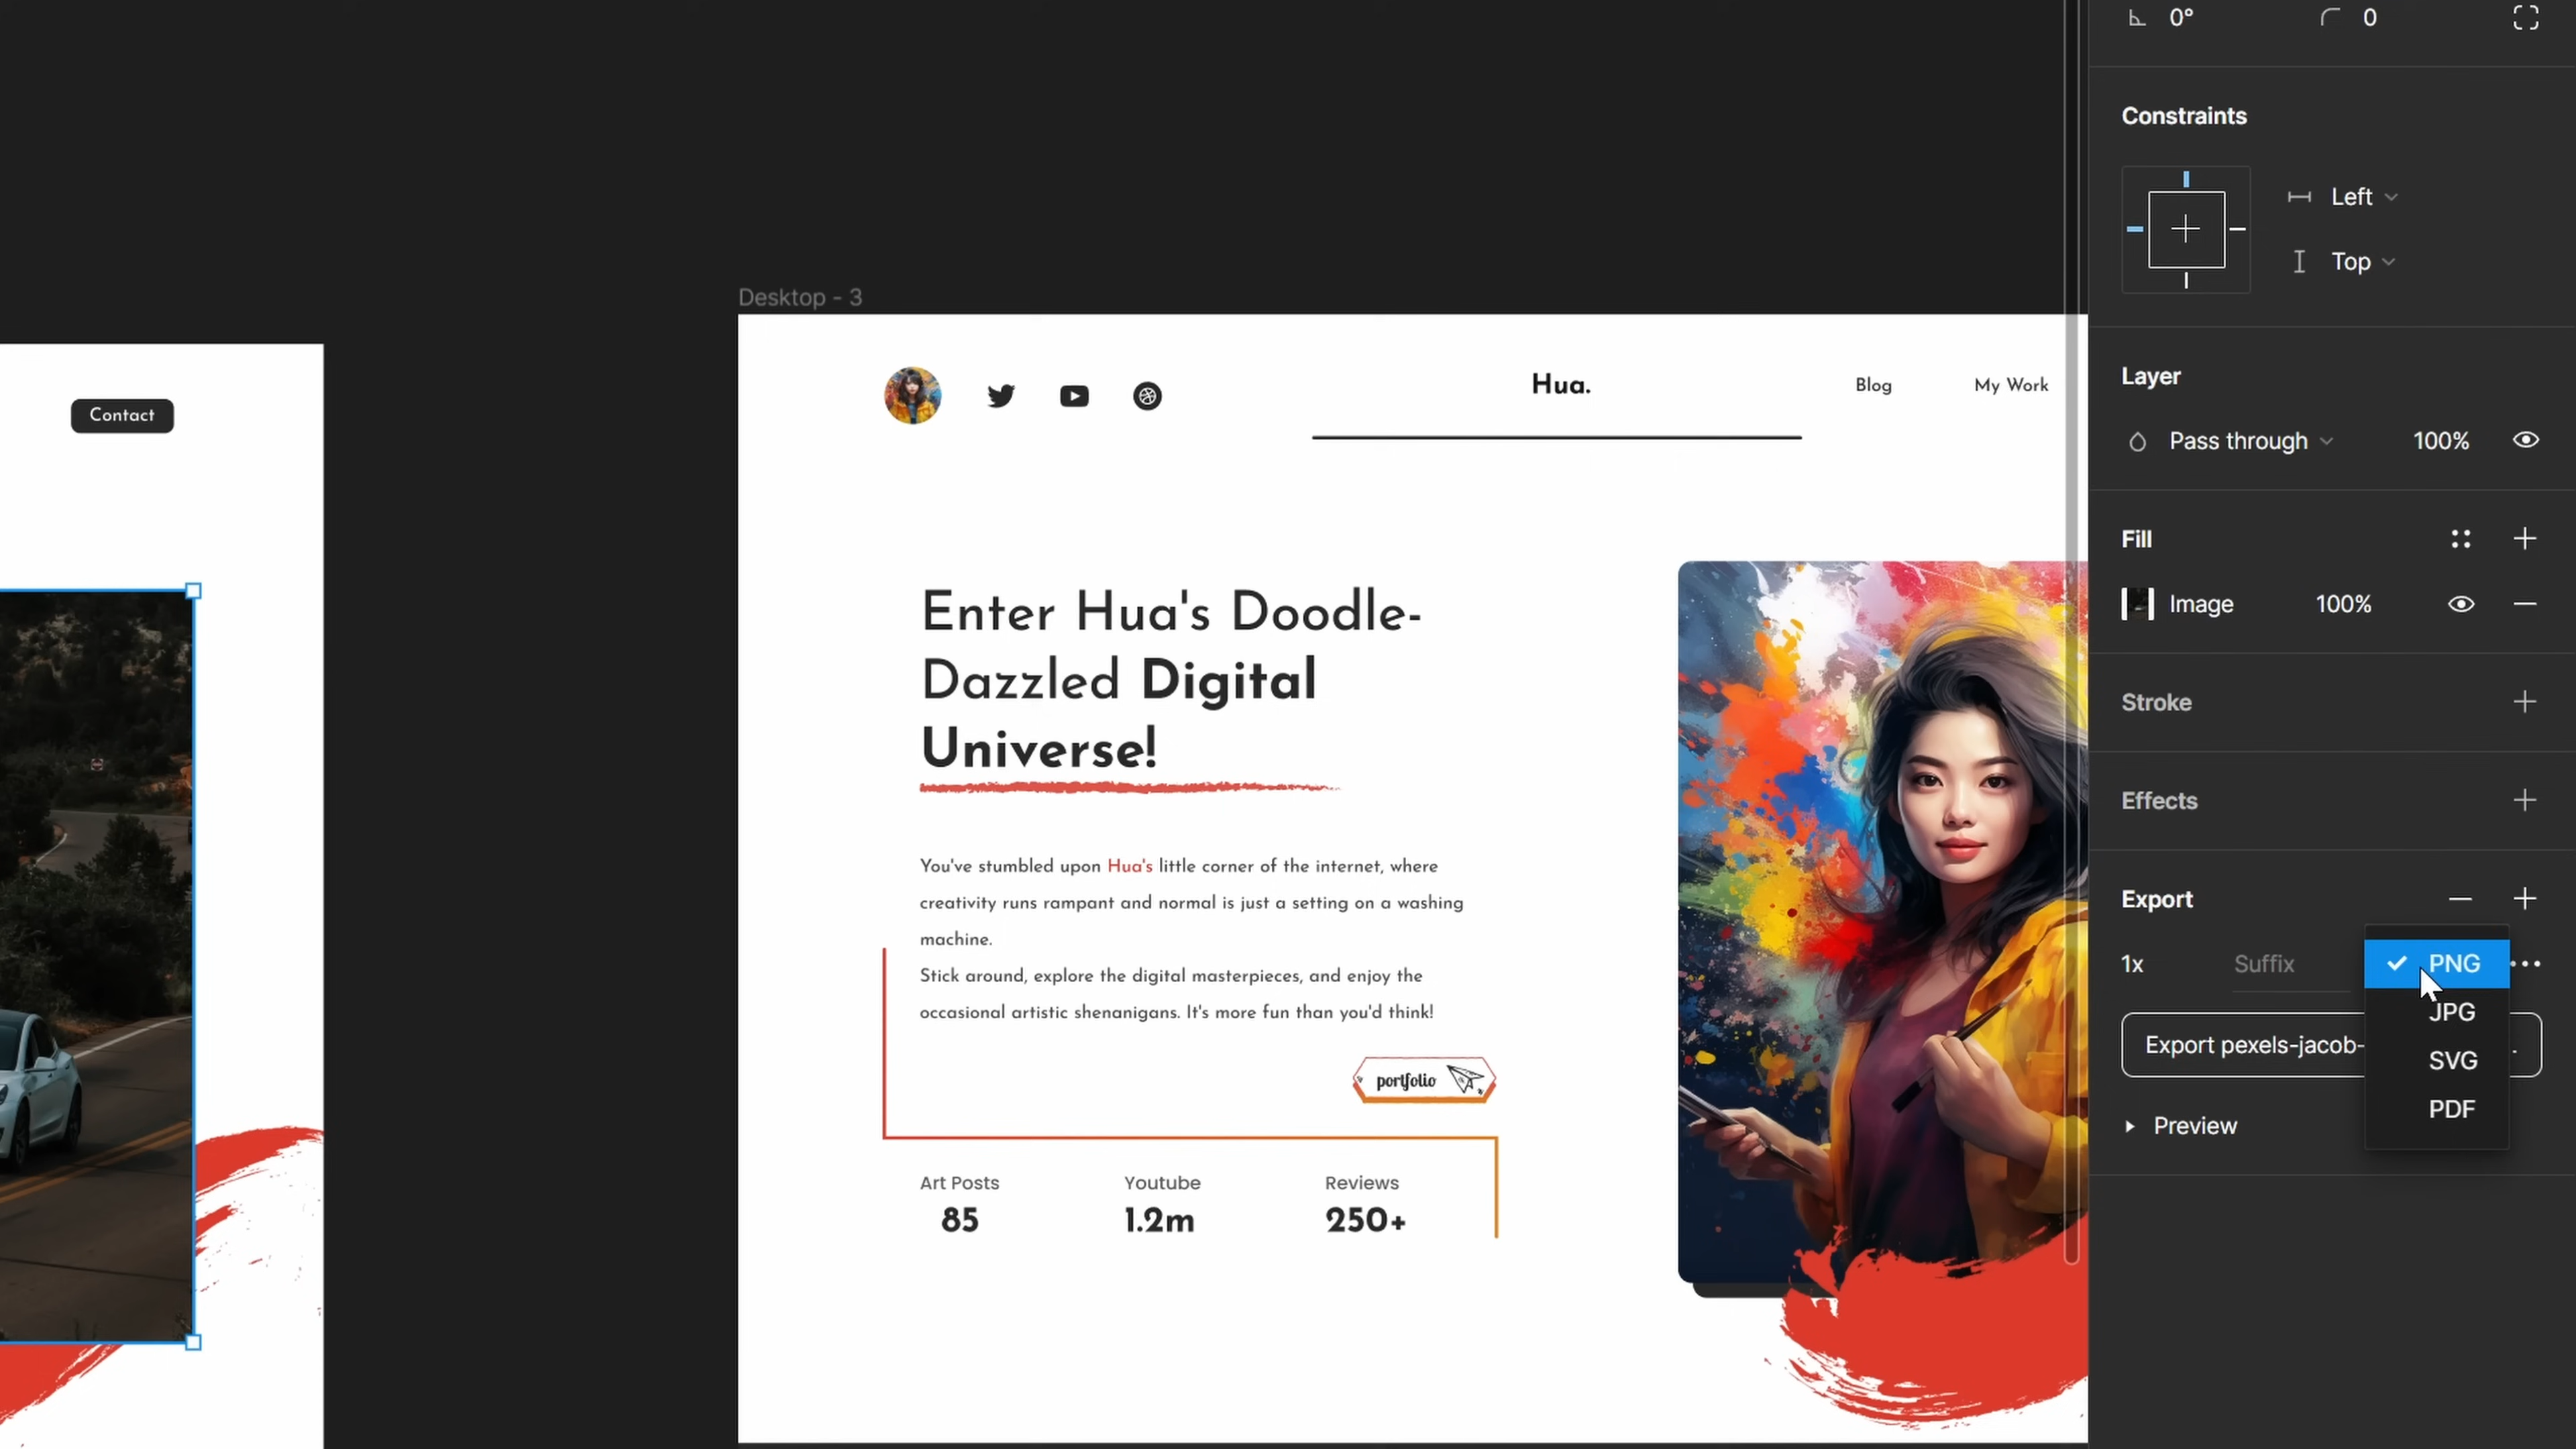 0°
0
Constraints
Left
Top
Layer
Pass through
100%
Fill
Image
100%
Stroke
Effects
Export
1x
Suffix
PNG
JPG
SVG
PDF
Export pexels-jacob-
.
Preview
Contact
Desktop - 3
Hua.
Blog
My Work
Enter Hua's Doodle-
Dazzled Digital
Universe!
You've stumbled upon Hua's little corner of the internet, where
creativity runs rampant and normal is just a setting on a washing
machine.
Stick around, explore the digital masterpieces, and enjoy the
occasional artistic shenanigans. It's more fun than you'd think!
portfolio
Art Posts
Youtube
Reviews
85
1.2m
250+